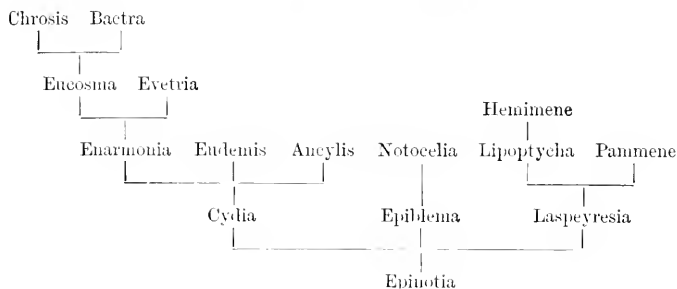 Chrosis Bactra
Eucosma Evetria
Hemimene
Enarmonia Eudemis Ancylis Notocelia Lipoptycha Pammene
Cydia Epiblema Laspeyresia
Epinotia